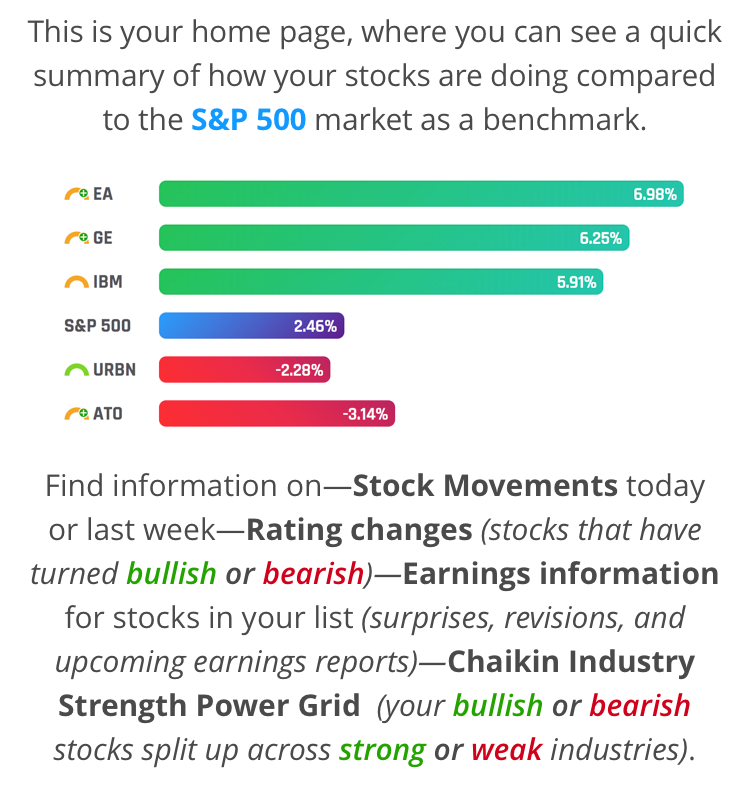 This is your home page, where you can see a quick
summary of how your stocks are doing compared
to the S&P 500 market as a benchmark.
EA 6.98%
GE 6.25%
IBM 5.91%
S&P 500 2.46%
URBN -2.28%
ATO -3.14%
Find information on—Stock Movements today
or last week—Rating changes (stocks that have
turned bullish or bearish)—Earnings information
for stocks in your list (surprises, revisions, and
upcoming earnings reports)—Chaikin Industry
Strength Power Grid (your bullish or bearish
stocks split up across strong or weak industries).